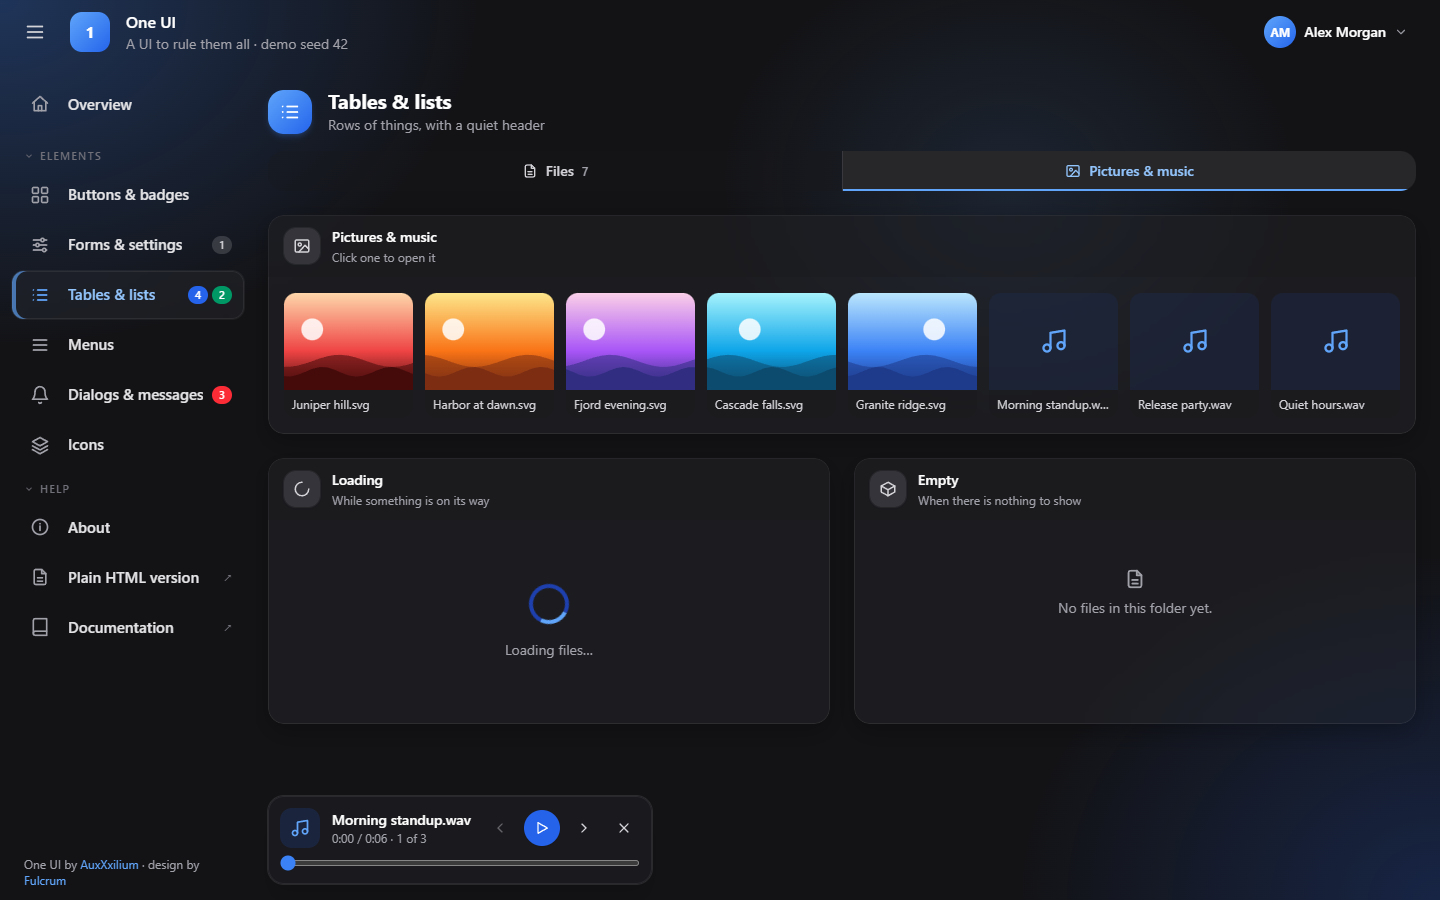 1
One UI
A UI to rule them all · demo seed 42
AM
Alex Morgan
Overview
ELEMENTS
Buttons & badges
Forms & settings 1
Tables & lists 4 2
Menus
Dialogs & messages 3
Icons
HELP
About
Plain HTML version
Documentation
One UI by AuxXxilium · design by
Fulcrum
Tables & lists
Rows of things, with a quiet header
Files 7
Pictures & music
Pictures & music
Click one to open it
Juniper hill.svg
Harbor at dawn.svg
Fjord evening.svg
Cascade falls.svg
Granite ridge.svg
Morning standup.w...
Release party.wav
Quiet hours.wav
Loading
While something is on its way
Loading files...
Empty
When there is nothing to show
No files in this folder yet.
Morning standup.wav
0:00 / 0:06 · 1 of 3